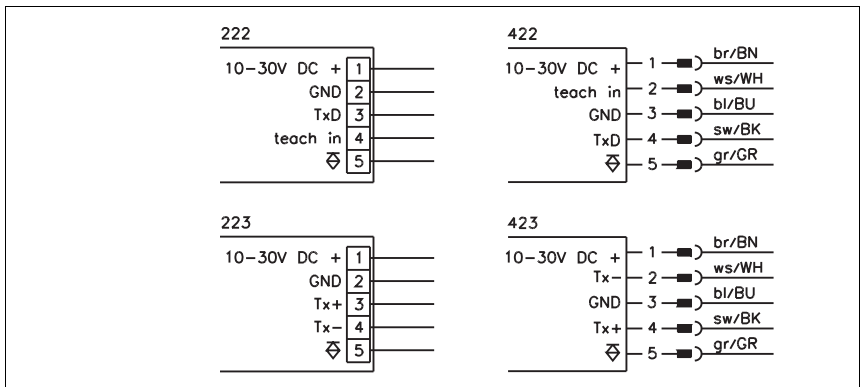 222
10–30V DC + 1
GND 2
TxD 3
teach in 4
5
422
10–30V DC + 1 br/BN
teach in 2 ws/WH
GND 3 bl/BU
TxD 4 sw/BK
5 gr/GR
223
10–30V DC + 1
GND 2
Tx+ 3
Tx– 4
5
423
10–30V DC + 1 br/BN
Tx– 2 ws/WH
GND 3 bl/BU
Tx+ 4 sw/BK
5 gr/GR